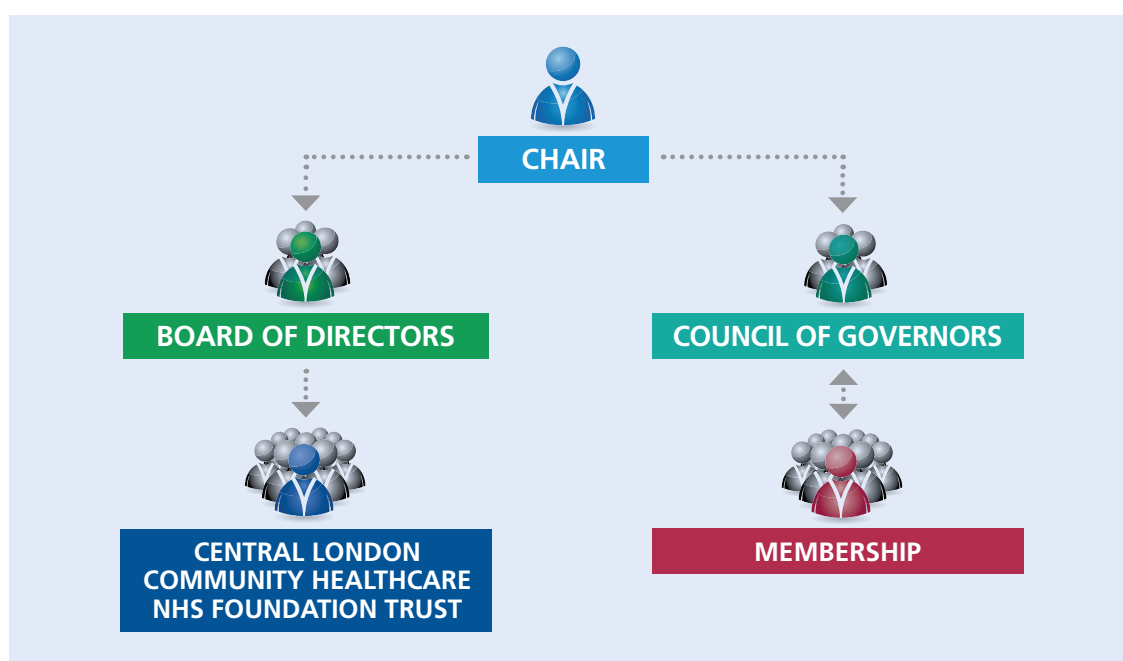 CHAIR
BOARD OF DIRECTORS
COUNCIL OF GOVERNORS
CENTRAL LONDON
COMMUNITY HEALTHCARE
NHS FOUNDATION TRUST
MEMBERSHIP